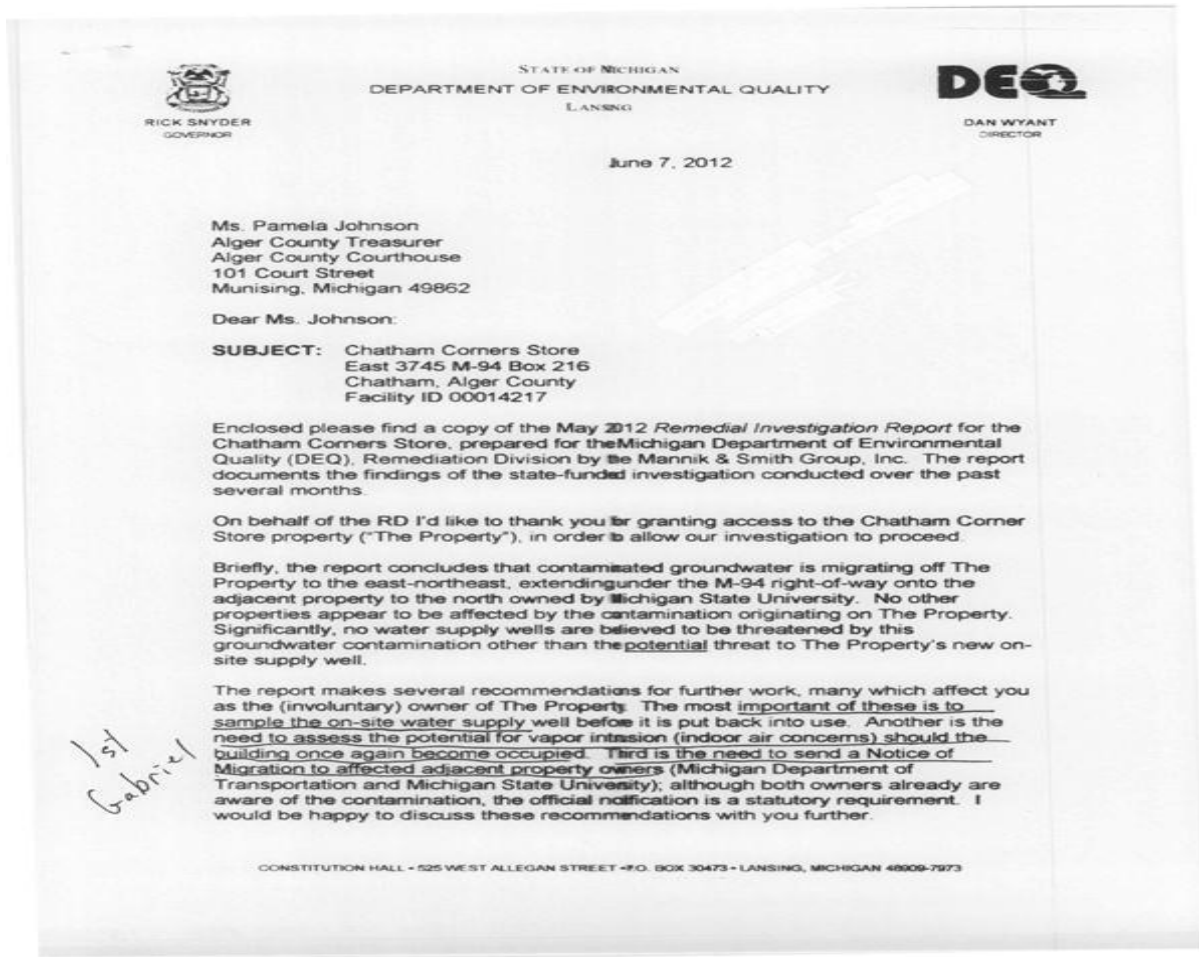 STATE OF MICHIGAN
DEPARTMENT OF ENVIRONMENTAL QUALITY
LANSING
RICK SNYDER
GOVERNOR
DEQ
DAN WYANT
DIRECTOR
June 7, 2012
Ms. Pamela Johnson
Alger County Treasurer
Alger County Courthouse
101 Court Street
Munising, Michigan 49862
Dear Ms. Johnson:
SUBJECT: Chatham Corners Store
East 3745 M-94 Box 216
Chatham, Alger County
Facility ID 00014217
Enclosed please find a copy of the May 2012 Remedial Investigation Report for the
Chatham Corners Store, prepared for the Michigan Department of Environmental
Quality (DEQ), Remediation Division by the Mannik & Smith Group, Inc. The report
documents the findings of the state-funded investigation conducted over the past
several months.
On behalf of the RD I'd like to thank you for granting access to the Chatham Corner
Store property ("The Property"), in order to allow our investigation to proceed.
Briefly, the report concludes that contaminated groundwater is migrating off The
Property to the east-northeast, extending under the M-94 right-of-way onto the
adjacent property to the north owned by Michigan State University. No other
properties appear to be affected by the contamination originating on The Property.
Significantly, no water supply wells are believed to be threatened by this
groundwater contamination other than the potential threat to The Property's new on-
site supply well.
The report makes several recommendations for further work, many which affect you
as the (involuntary) owner of The Property. The most important of these is to
sample the on-site water supply well before it is put back into use. Another is the
need to assess the potential for vapor intrusion (indoor air concerns) should the
building once again become occupied. Third is the need to send a Notice of
Migration to affected adjacent property owners (Michigan Department of
Transportation and Michigan State University); although both owners already are
aware of the contamination, the official notification is a statutory requirement. I
would be happy to discuss these recommendations with you further.
1st
Gabriel
CONSTITUTION HALL • 525 WEST ALLEGAN STREET • P.O. BOX 30473 • LANSING, MICHIGAN 48909-7973